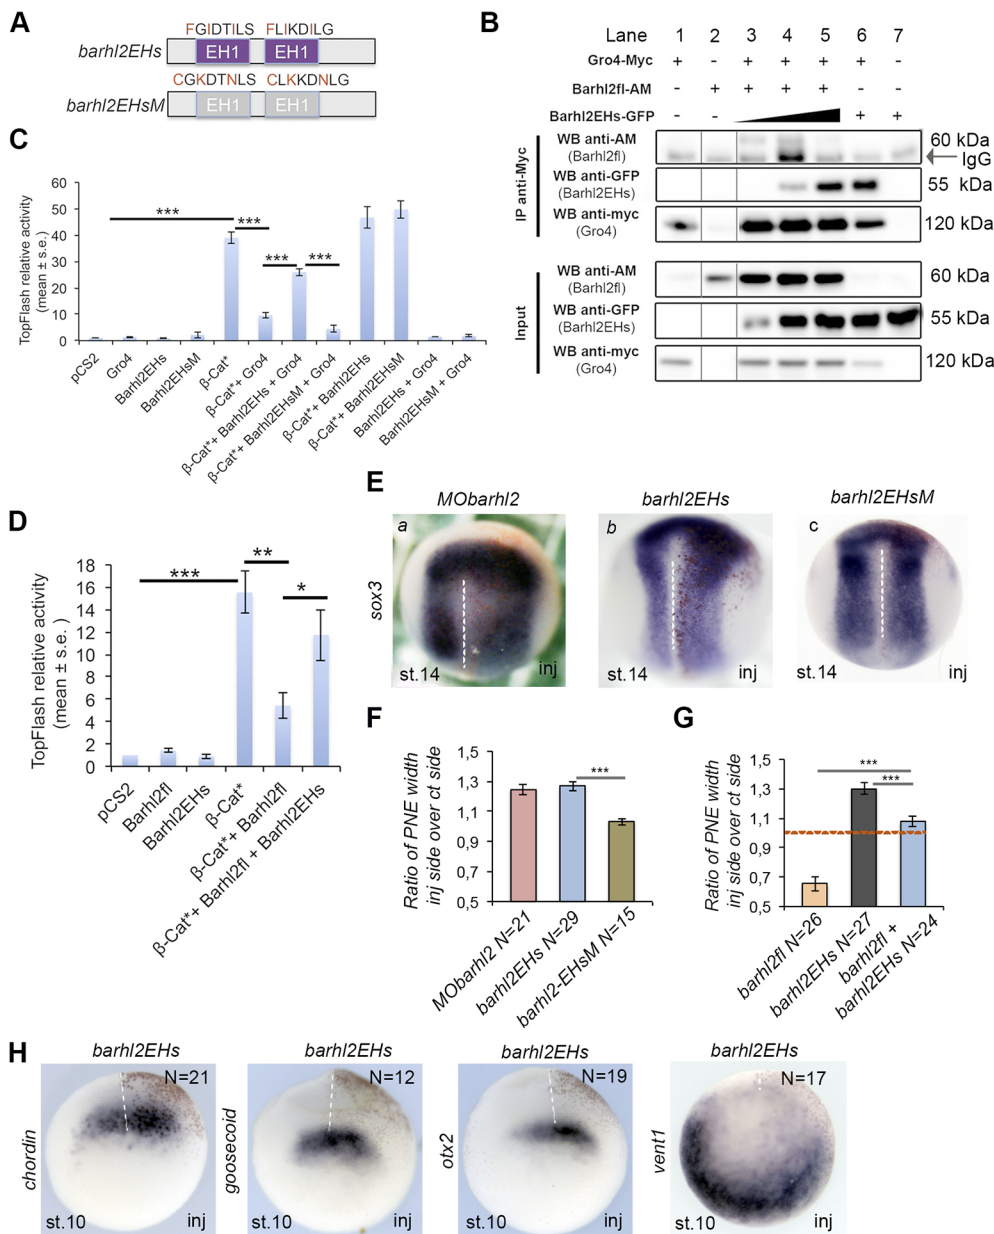 A
FGIDTILS FLIKDILG
barhl2EHs
EH1 EH1
CGKDTNLS CLKKDNLG
barhl2EHsM
EH1 EH1
B
Lane 1 2 3 4 5 6 7
Gro4-Myc + - + + + + -
Barhl2fl-AM - + + + + - -
Barhl2EHs-GFP - - + +
IP anti-Myc
WB anti-AM
(Barhl2fl)
60 kDa
IgG
WB anti-GFP
(Barhl2EHs)
55 kDa
WB anti-myc
(Gro4)
120 kDa
Input
WB anti-AM
(Barhl2fl)
60 kDa
WB anti-GFP
(Barhl2EHs)
55 kDa
WB anti-myc
(Gro4)
120 kDa
C
TopFlash relative activity
(mean ± s.e.)
60
50
40
30
20
10
0
*** *** *** ***
pCS2
Gro4
Barhl2EHs
Barhl2EHsM
β-Cat*
β-Cat*+ Gro4
β-Cat*+ Barhl2EHs + Gro4
β-Cat*+ Barhl2EHsM + Gro4
β-Cat*+ Barhl2EHs
β-Cat*+ Barhl2EHsM
Barhl2EHs + Gro4
Barhl2EHsM + Gro4
D
TopFlash relative activity
(mean ± s.e. )
18
16
14
12
10
8
6
4
2
0
*** ** *
pCS2
Barhl2fl
Barhl2EHs
β-Cat*
β-Cat*+ Barhl2fl
β-Cat*+ Barhl2fl + Barhl2EHs
E
MObarhl2 barhl2EHs barhl2EHsM
sox3
a b c
st.14 inj st.14 inj st.14 inj
F
Ratio of PNE width
inj side over ct side
1,5
1,3
1,1
0,9
0,7
0,5
***
MObarhl2 N=21
barhl2EHs N=29
barhl2-EHsM N=15
G
Ratio of PNE width
inj side over ct side
1,5
1,3
1,1
0,9
0,7
0,5
***
***
barhl2fl N=26
barhl2EHs N=27
barhl2fl +
barhl2EHs N=24
H
barhl2EHs barhl2EHs barhl2EHs barhl2EHs
N=21 N=12 N=19 N=17
chordin
goosecoid
otx2
vent1
st.10 inj st.10 inj st.10 inj st.10 inj